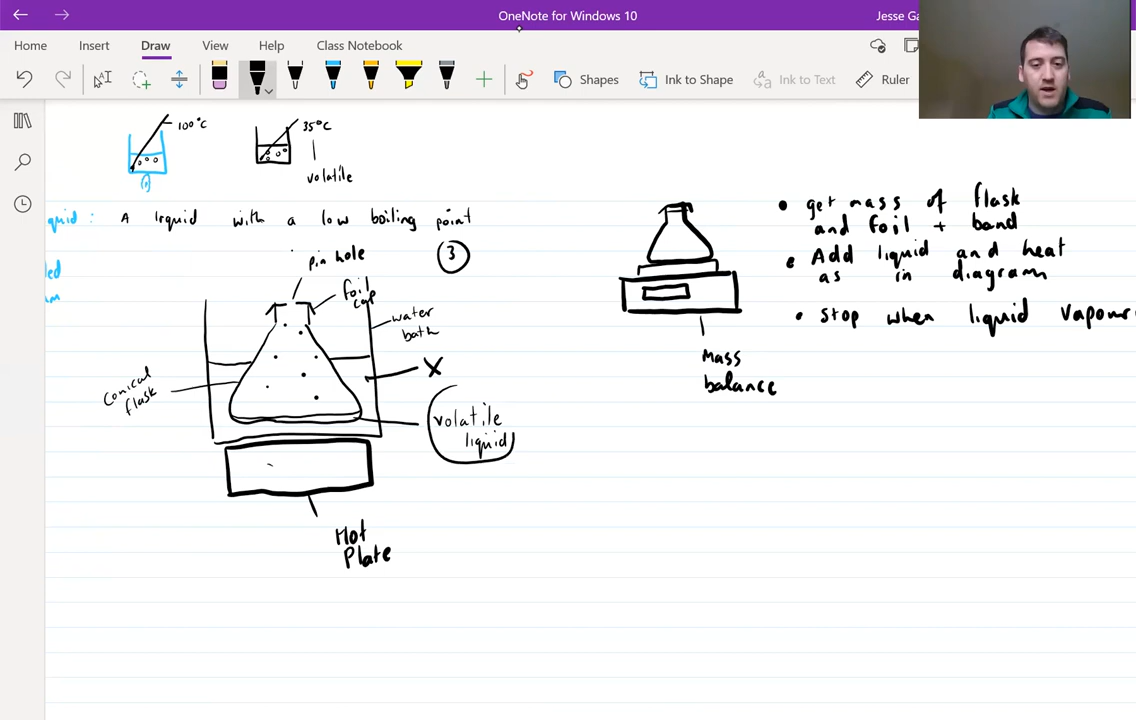 OneNote for Windows 10
Jesse Ga
Home Insert Draw View Help Class Notebook
Shapes Ink to Shape Ink to Text Ruler
100°C
35°C
volatile
quid: A liquid with a low boiling point
3
pin hole
foil
cap
water
bath
X
conical
flask
volatile
liquid
Hot
Plate
Mass
balance
• get mass of flask
and foil + band
• Add liquid and heat
as in diagram
• Stop when liquid vapour